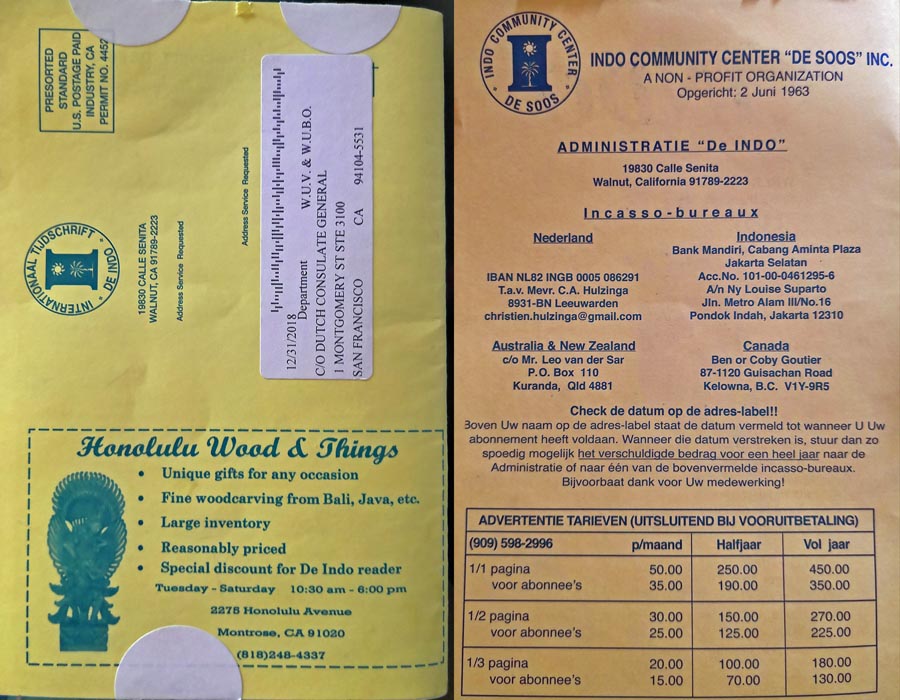 PRESORTED
STANDARD
U.S. POSTAGE PAID
INDUSTRY, CA
PERMIT NO. 4452
INTERNATIONAAL TIJDSCHRIFT
DE INDO
19830 CALLE SENITA
WALNUT, CA 91789-2223
Address Service Requested
Address Service Requested
12/31/2018
Department W.U.V. & W.U.B.O.
C/O DUTCH CONSULATE GENERAL
1 MONTGOMERY ST STE 3100
SAN FRANCISCO CA 94104-5531
Honolulu Wood & Things
• Unique gifts for any occasion
• Fine woodcarving from Bali, Java, etc.
• Large inventory
• Reasonably priced
• Special discount for De Indo reader
Tuesday - Saturday 10:30 am - 6:00 pm
2275 Honolulu Avenue
Montrose, CA 91020
(818)248-4337
INDO COMMUNITY CENTER
DE SOOS
INDO COMMUNITY CENTER "DE SOOS" INC.
A NON - PROFIT ORGANIZATION
Opgericht: 2 Juni 1963
ADMINISTRATIE "De INDO"
19830 Calle Senita
Walnut, California 91789-2223
Incasso-bureaux
Nederland
IBAN NL82 INGB 0005 086291
T.a.v. Mevr. C.A. Hulzinga
8931-BN Leeuwarden
christien.hulzinga@gmail.com
Indonesia
Bank Mandiri, Cabang Aminta Plaza
Jakarta Selatan
Acc.No. 101-00-0461295-6
A/n Ny Louise Suparto
Jln. Metro Alam III/No.16
Pondok Indah, Jakarta 12310
Australia & New Zealand
c/o Mr. Leo van der Sar
P.O. Box 110
Kuranda, Qld 4881
Canada
Ben or Coby Goutier
87-1120 Guisachan Road
Kelowna, B.C. V1Y-9R5
Check de datum op de adres-label!!
Boven Uw naam op de adres-label staat de datum vermeld tot wanneer U Uw
abonnement heeft voldaan. Wanneer die datum verstreken is, stuur dan zo
spoedig mogelijk het verschuldigde bedrag voor een heel jaar naar de
Administratie of naar één van de bovenvermelde incasso-bureaux.
Bijvoorbaat dank voor Uw medewerking!
ADVERTENTIE TARIEVEN (UITSLUITEND BIJ VOORUITBETALING)
(909) 598-2996 p/maand Halfjaar Vol jaar
1/1 pagina 50.00 250.00 450.00
voor abonnee's 35.00 190.00 350.00
1/2 pagina 30.00 150.00 270.00
voor abonnee's 25.00 125.00 225.00
1/3 pagina 20.00 100.00 180.00
voor abonnee's 15.00 70.00 130.00